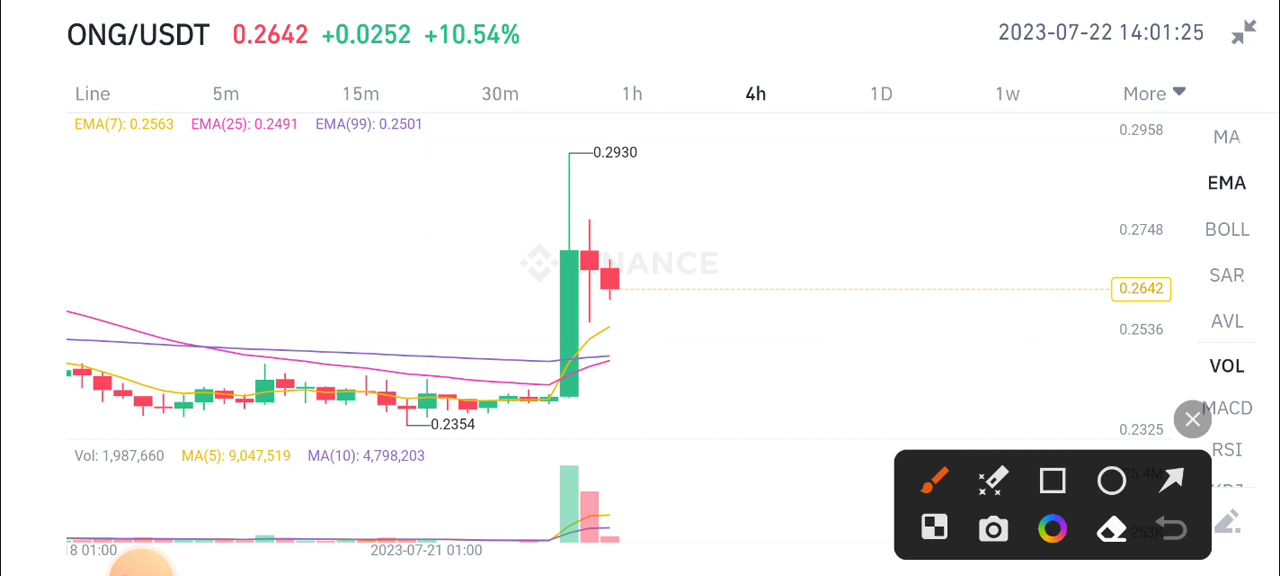 ONG/USDT 0.2642 +0.0252 +10.54% 2023-07-22 14:01:25
Line 5m 15m 30m 1h 4h 1D 1w More
EMA(7): 0.2563 EMA(25): 0.2491 EMA(99): 0.2501
0.2958
MA
0.2930
EMA
0.2748
BOLL
BINANCE
SAR
0.2642
AVL
0.2536
VOL
MACD
0.2354
0.2325
RSI
Vol: 1,987,660 MA(5): 9,047,519 MA(10): 4,798,203
2023-07-21 01:00
8 01:00